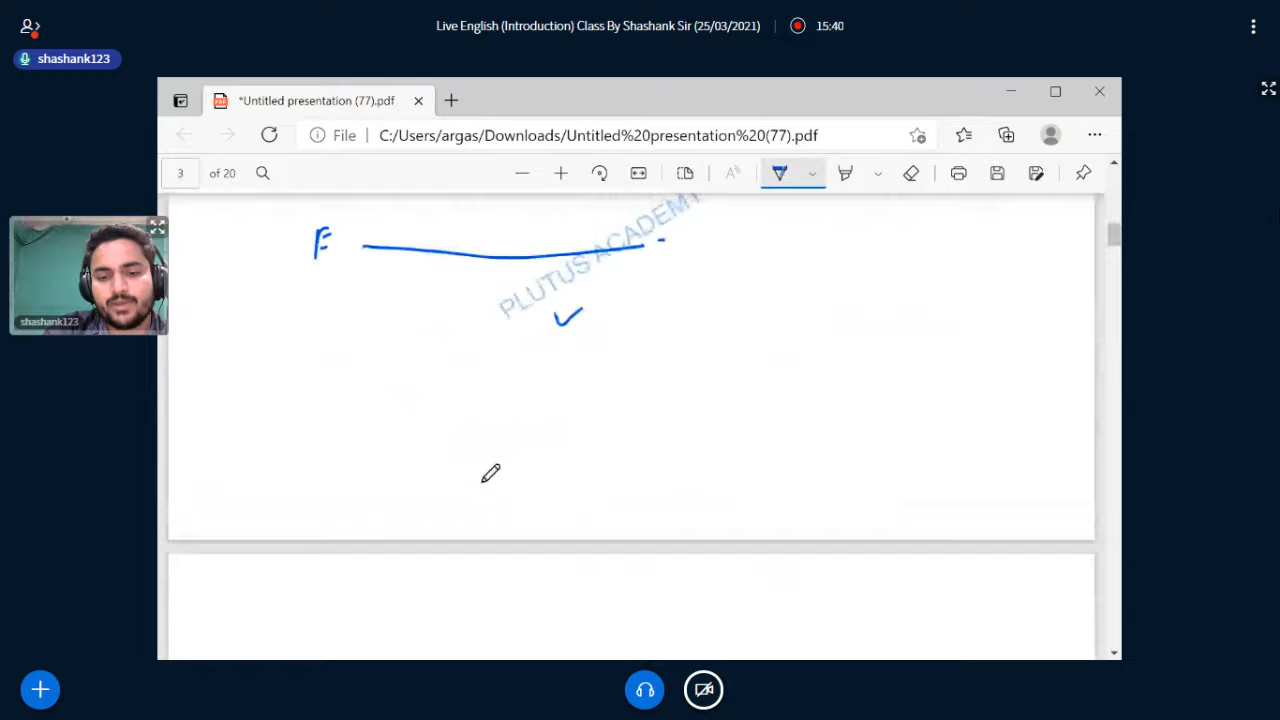 Live English (Introduction) Class By Shashank Sir (25/03/2021)
15:40
shashank123
*Untitled presentation (77).pdf
File
C:/Users/argas/Downloads/Untitled%20presentation%20(77).pdf
3
of 20
E
PLUTUS ACADEMY
shashank123